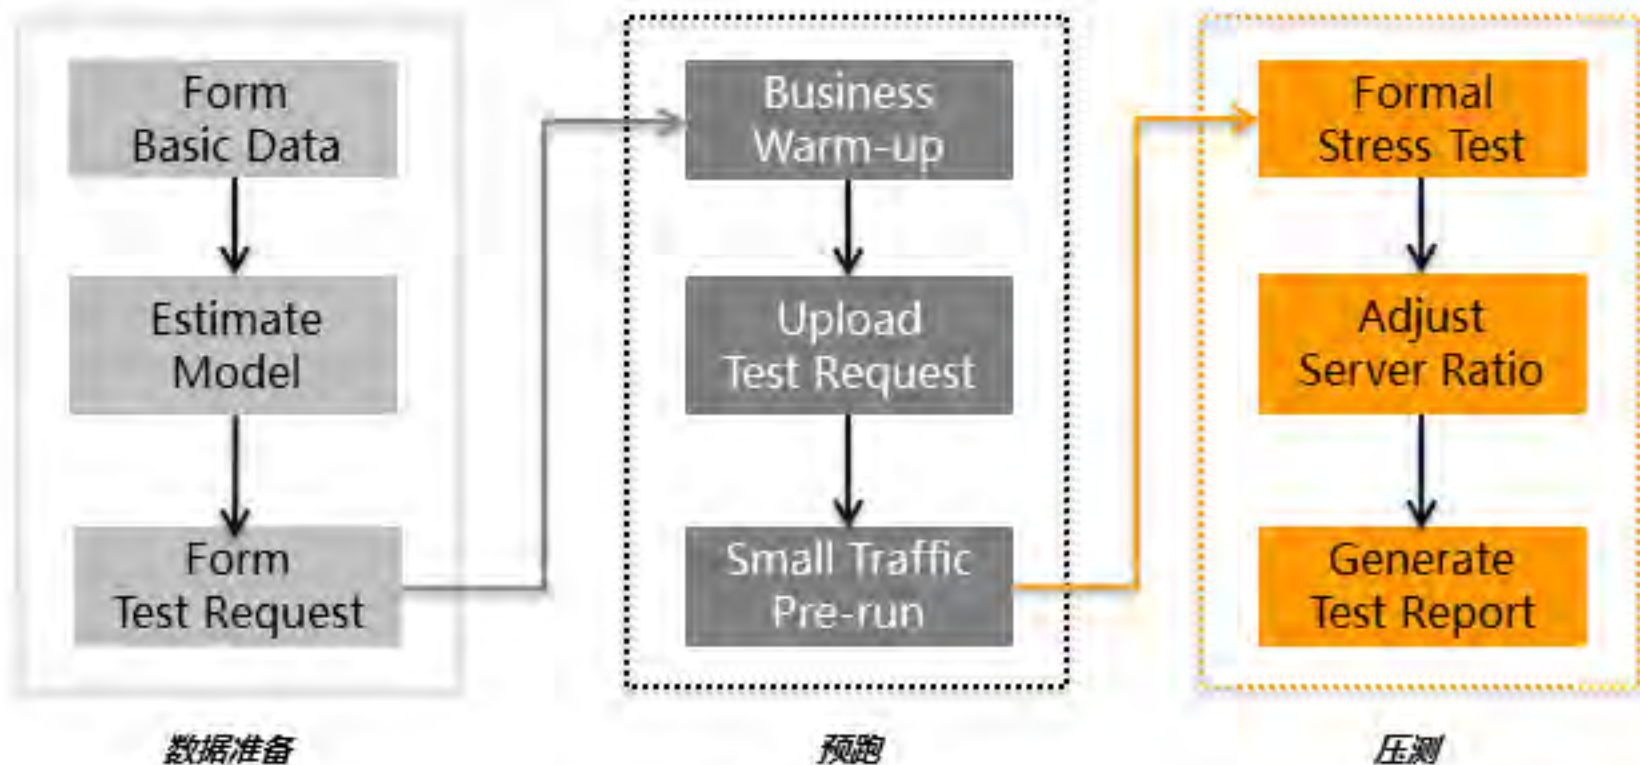 Form
Basic Data
Estimate
Model
Form
Test Request
数据准备
Business
Warm-up
Upload
Test Request
Small Traffic
Pre-run
预跑
Formal
Stress Test
Adjust
Server Ratio
Generate
Test Report
压测